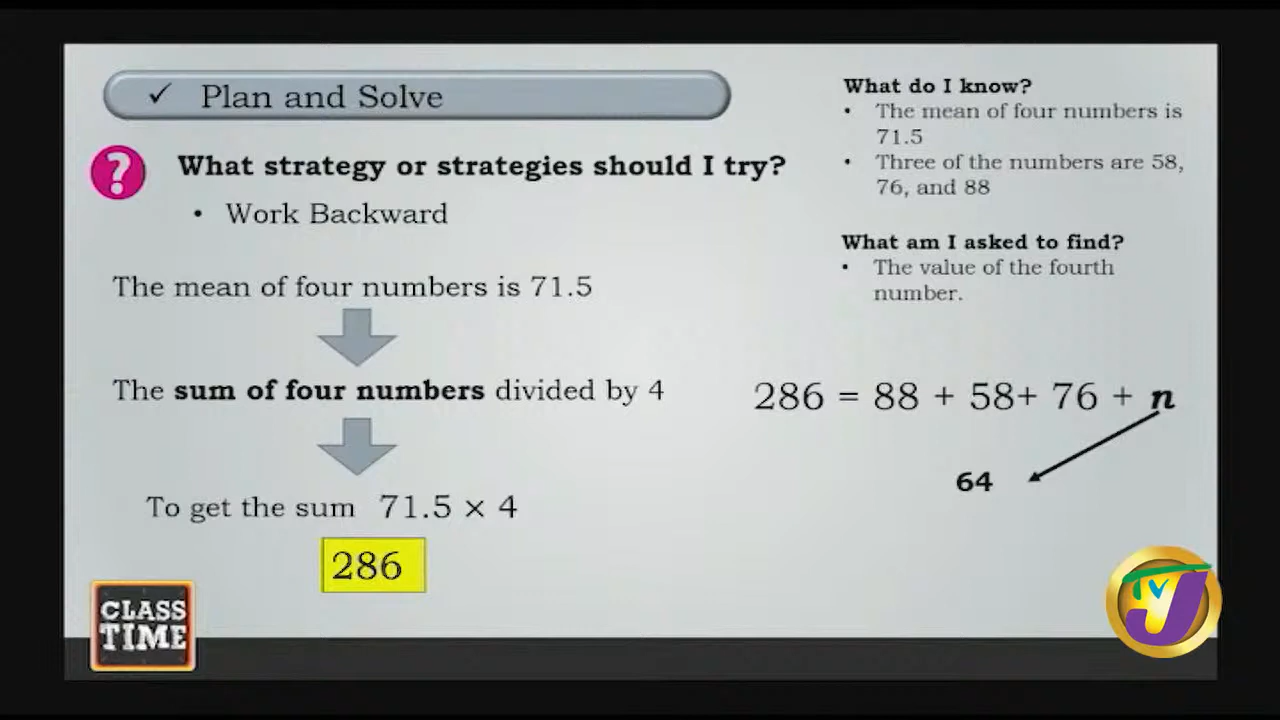 ✓ Plan and Solve
? What strategy or strategies should I try?
• Work Backward
The mean of four numbers is 71.5
The sum of four numbers divided by 4
To get the sum 71.5 × 4
286
What do I know?
• The mean of four numbers is
71.5
• Three of the numbers are 58,
76, and 88
What am I asked to find?
• The value of the fourth
number.
286 = 88 + 58+ 76 + n
64
CLASS
TIME
TVJ